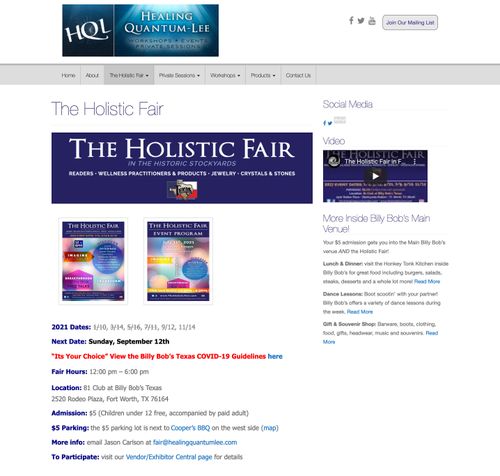 HQL
HEALING
QUANTUM-LEE
WORKSHOPS • EVENTS
PRIVATE SESSIONS
Join Our Mailing List
Home About The Holistic Fair Private Sessions Workshops Products Contact Us
The Holistic Fair
THE HOLISTIC FAIR
IN THE HISTORIC STOCKYARDS
READERS • WELLNESS PRACTITIONERS & PRODUCTS • JEWELRY • CRYSTALS & STONES
THE HOLISTIC FAIR
IMAGINE
BREAKTHROUGH
THE HOLISTIC FAIR
EVENT PROGRAM
2021 Dates: 1/10, 3/14, 5/16, 7/11, 9/12, 11/14
Next Date: Sunday, September 12th
"Its Your Choice" View the Billy Bob's Texas COVID-19 Guidelines here
Fair Hours: 12:00 pm – 6:00 pm
Location: 81 Club at Billy Bob's Texas
2520 Rodeo Plaza, Fort Worth, TX 76164
Admission: $5 (Children under 12 free, accompanied by paid adult)
$5 Parking: the $5 parking lot is next to Cooper's BBQ on the west side (map)
More info: email Jason Carlson at fair@healingquantumlee.com
To Participate: visit our Vendor/Exhibitor Central page for details
Social Media
Video
The Holistic Fair in F
More Inside Billy Bob's Main
Venue!
Your $5 admission gets you into the Main Billy Bob's
venue AND the Holistic Fair!
Lunch & Dinner: visit the Honkey Tonk Kitchen inside
Billy Bob's for great food including burgers, salads,
steaks, desserts and a whole lot more! Read More
Dance Lessons: Boot scootin' with your partner!
Billy Bob's offers a variety of dance lessons during
the week. Read More
Gift & Souvenir Shop: Barware, boots, clothing,
food, gifts, headgear, music and souvenirs. Read
More